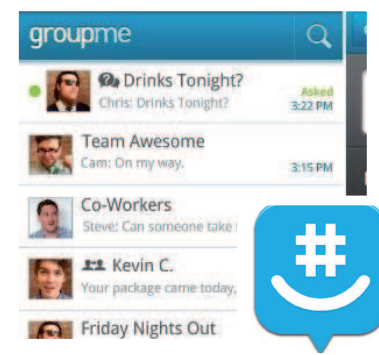 groupme
Drinks Tonight?
Chris: Drinks Tonight?
Asked
3:22 PM
Team Awesome
Cam: On my way.
3:15 PM
Co-Workers
Steve: Can someone take
Kevin C.
Your package came today,
Friday Nights Out
#